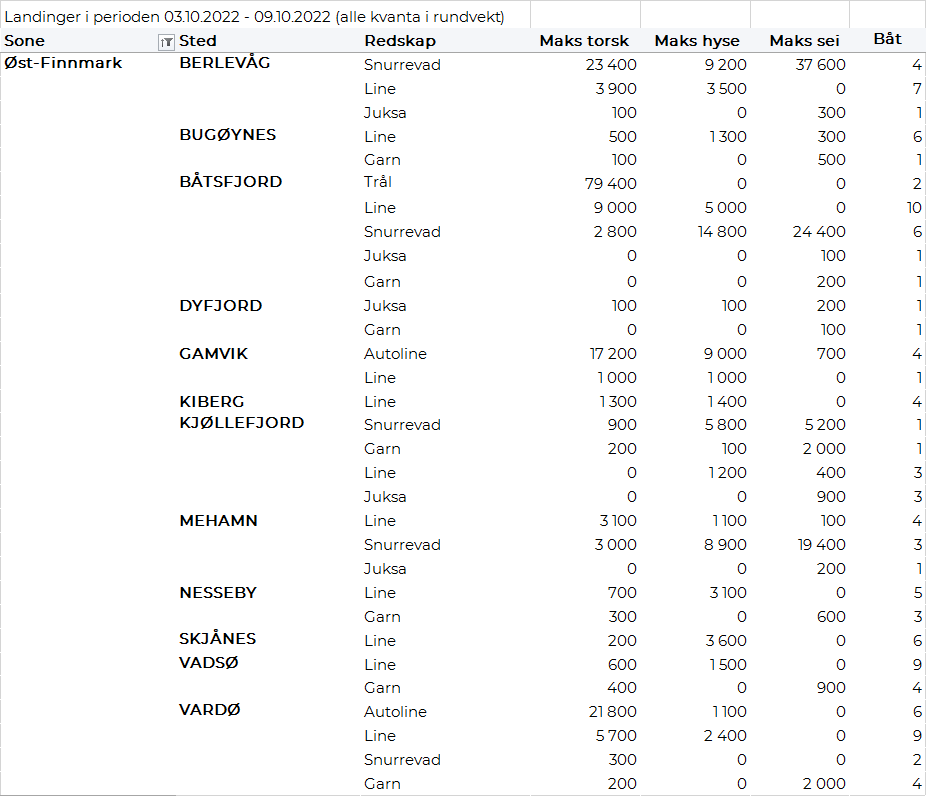 Landinger i perioden 03.10.2022 - 09.10.2022 (alle kvanta i rundvekt)
Sone Sted Redskap Maks torsk Maks hyse Maks sei Båt
Øst-Finnmark BERLEVÅG Snurrevad 23 400 9 200 37 600 4
Line 3 900 3 500 0 7
Juksa 100 0 300 1
BUGØYNES Line 500 1 300 300 6
Garn 100 0 500 1
BÅTSFJORD Trål 79 400 0 0 2
Line 9 000 5 000 0 10
Snurrevad 2 800 14 800 24 400 6
Juksa 0 0 100 1
Garn 0 0 200 1
DYFJORD Juksa 100 100 200 1
Garn 0 0 100 1
GAMVIK Autoline 17 200 9 000 700 4
Line 1 000 1 000 0 1
KIBERG Line 1 300 1 400 0 4
KJØLLEFJORD Snurrevad 900 5 800 5 200 1
Garn 200 100 2 000 1
Line 0 1 200 400 3
Juksa 0 0 900 3
MEHAMN Line 3 100 1 100 100 4
Snurrevad 3 000 8 900 19 400 3
Juksa 0 0 200 1
NESSEBY Line 700 3 100 0 5
Garn 300 0 600 3
SKJÅNES Line 200 3 600 0 6
VADSØ Line 600 1 500 0 9
Garn 400 0 900 4
VARDØ Autoline 21 800 1 100 0 6
Line 5 700 2 400 0 9
Snurrevad 300 0 0 2
Garn 200 0 2 000 4